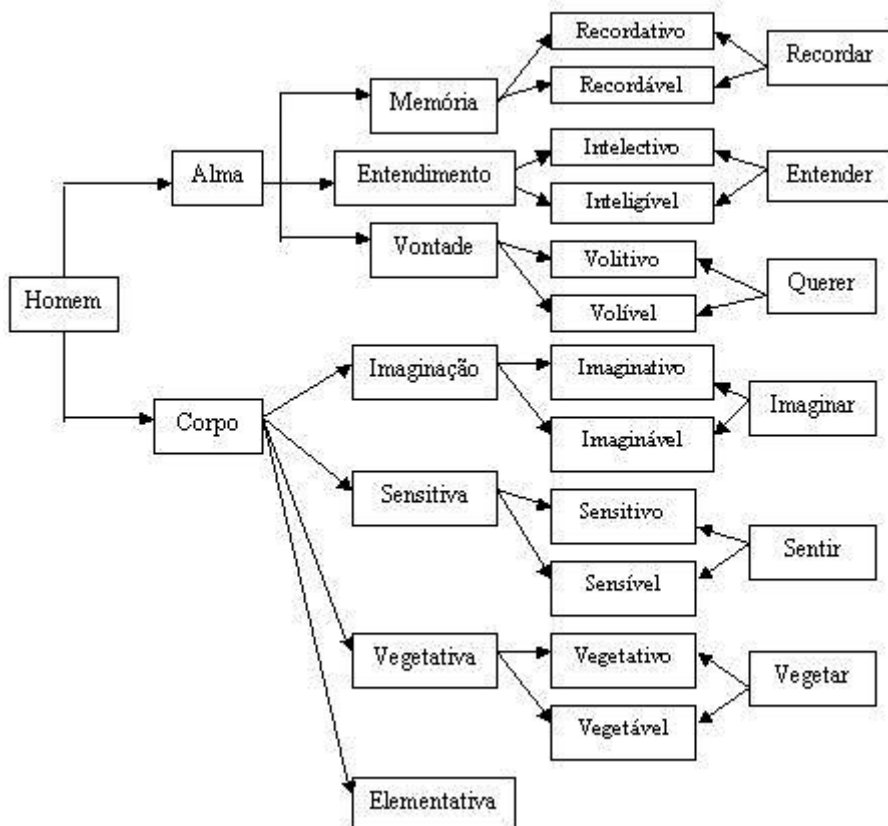 Recordativo
Recordar
Recordável
Memória
Intelectivo
Alma
Entendimento
Entender
Inteligível
Vontade
Volitivo
Querer
Homem
Volível
Imaginação
Imaginativo
Imaginar
Corpo
Imaginável
Sensitiva
Sensitivo
Sentir
Sensível
Vegetativa
Vegetativo
Vegetar
Vegetável
Elementativa